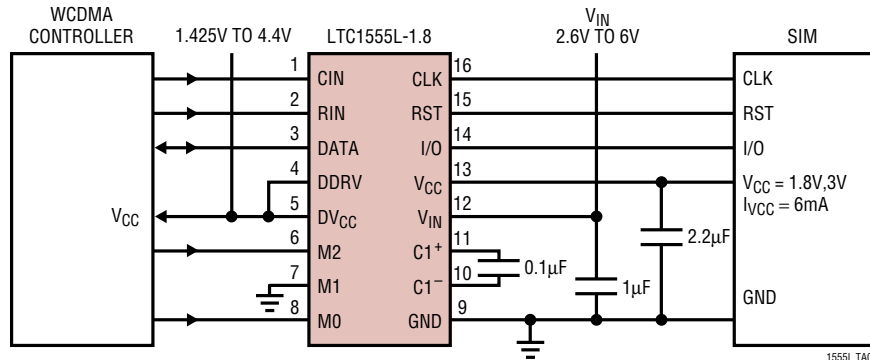 WCDMA
CONTROLLER
1.425V TO 4.4V
LTC1555L-1.8
VIN
2.6V TO 6V
SIM
1 CIN CLK 16 CLK
2 RIN RST 15 RST
3 DATA I/O 14 I/O
4 DDRV VCC 13 VCC = 1.8V,3V
IVCC = 6mA
VCC 5 DVCC VIN 12
6 M2 C1+ 11
2.2µF
0.1µF
7 M1 C1− 10
1µF
GND
8 M0 GND 9